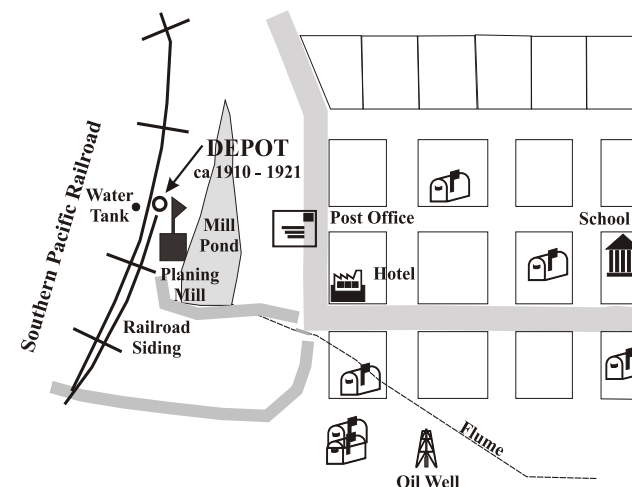 Southern Pacific Railroad
DEPOT
ca 1910 - 1921
Water
Tank
Mill
Pond
Post Office
School
Planing
Mill
Hotel
Railroad
Siding
Flume
Oil Well